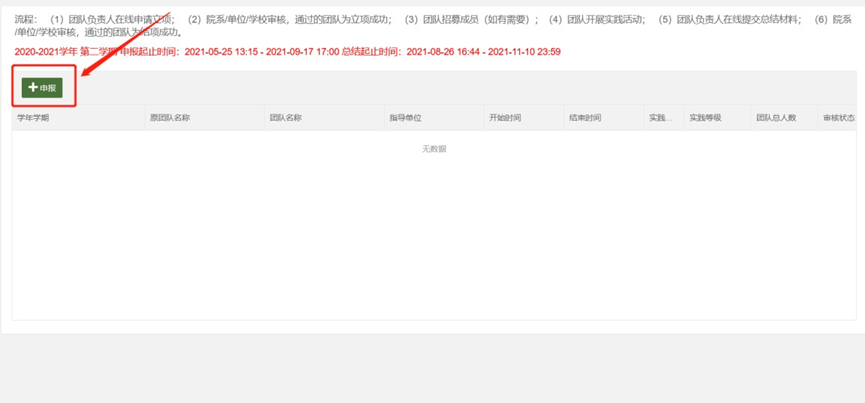 流程：（1）团队负责人在线申请立项；（2）院系/单位/学校审核，通过的团队为立项成功；（3）团队招募成员（如有需要）；（4）团队开展实践活动；（5）团队负责人在线提交总结材料；（6）院系
/单位/学校审核，通过的团队为结项成功。
2020-2021学年 第二学期 申报起止时间：2021-05-25 13:15 - 2021-09-17 17:00 总结起止时间：2021-08-26 16:44 - 2021-11-10 23:59
+ 申报
学年学期 原团队名称 团队名称 指导单位 开始时间 结束时间 实践... 实践等级 团队总人数 审核状态
无数据